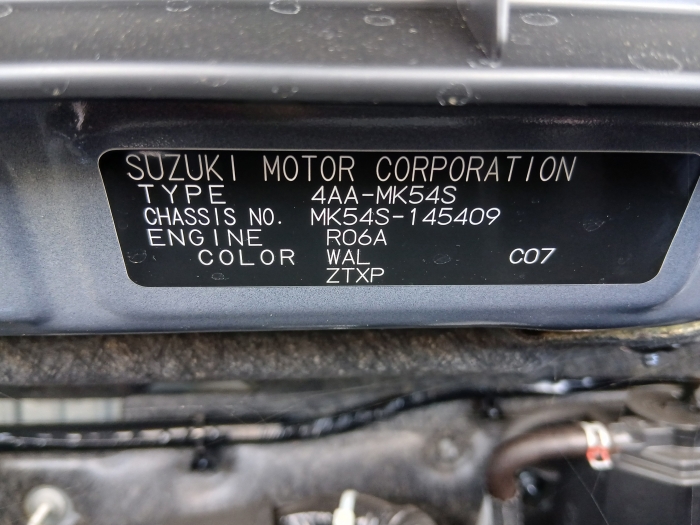 SUZUKI MOTOR CORPORATION
TYPE 4AA-MK54S
CHASSIS NO. MK54S-145409
ENGINE R06A
COLOR WAL C07
ZTXP